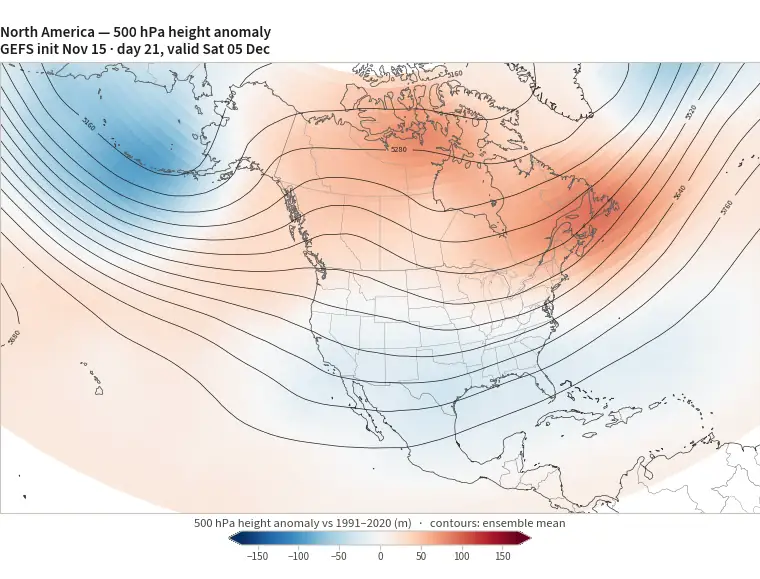 North America — 500 hPa height anomaly
GEFS init Nov 15 · day 21, valid Sat 05 Dec
5160
5160
5520
5280
5640
5760
5880
500 hPa height anomaly vs 1991–2020 (m) · contours: ensemble mean
−150 −100 −50 0 50 100 150